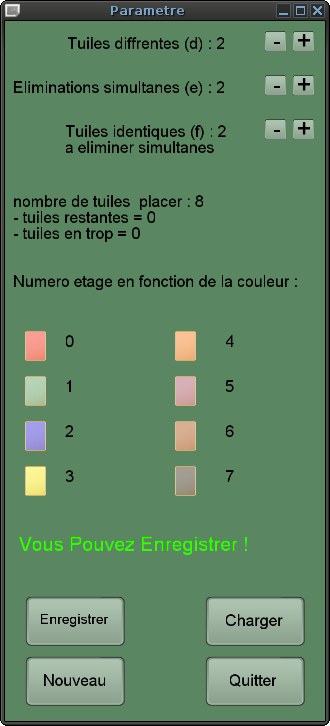 Parametre
Tuiles diffrentes (d) : 2 - +
Eliminations simultanes (e) : 2 - +
Tuiles identiques (f) : 2 - +
a eliminer simultanes
nombre de tuiles placer : 8
- tuiles restantes = 0
- tuiles en trop = 0
Numero etage en fonction de la couleur :
0 4
1 5
2 6
3 7
Vous Pouvez Enregistrer !
Enregistrer Charger
Nouveau Quitter